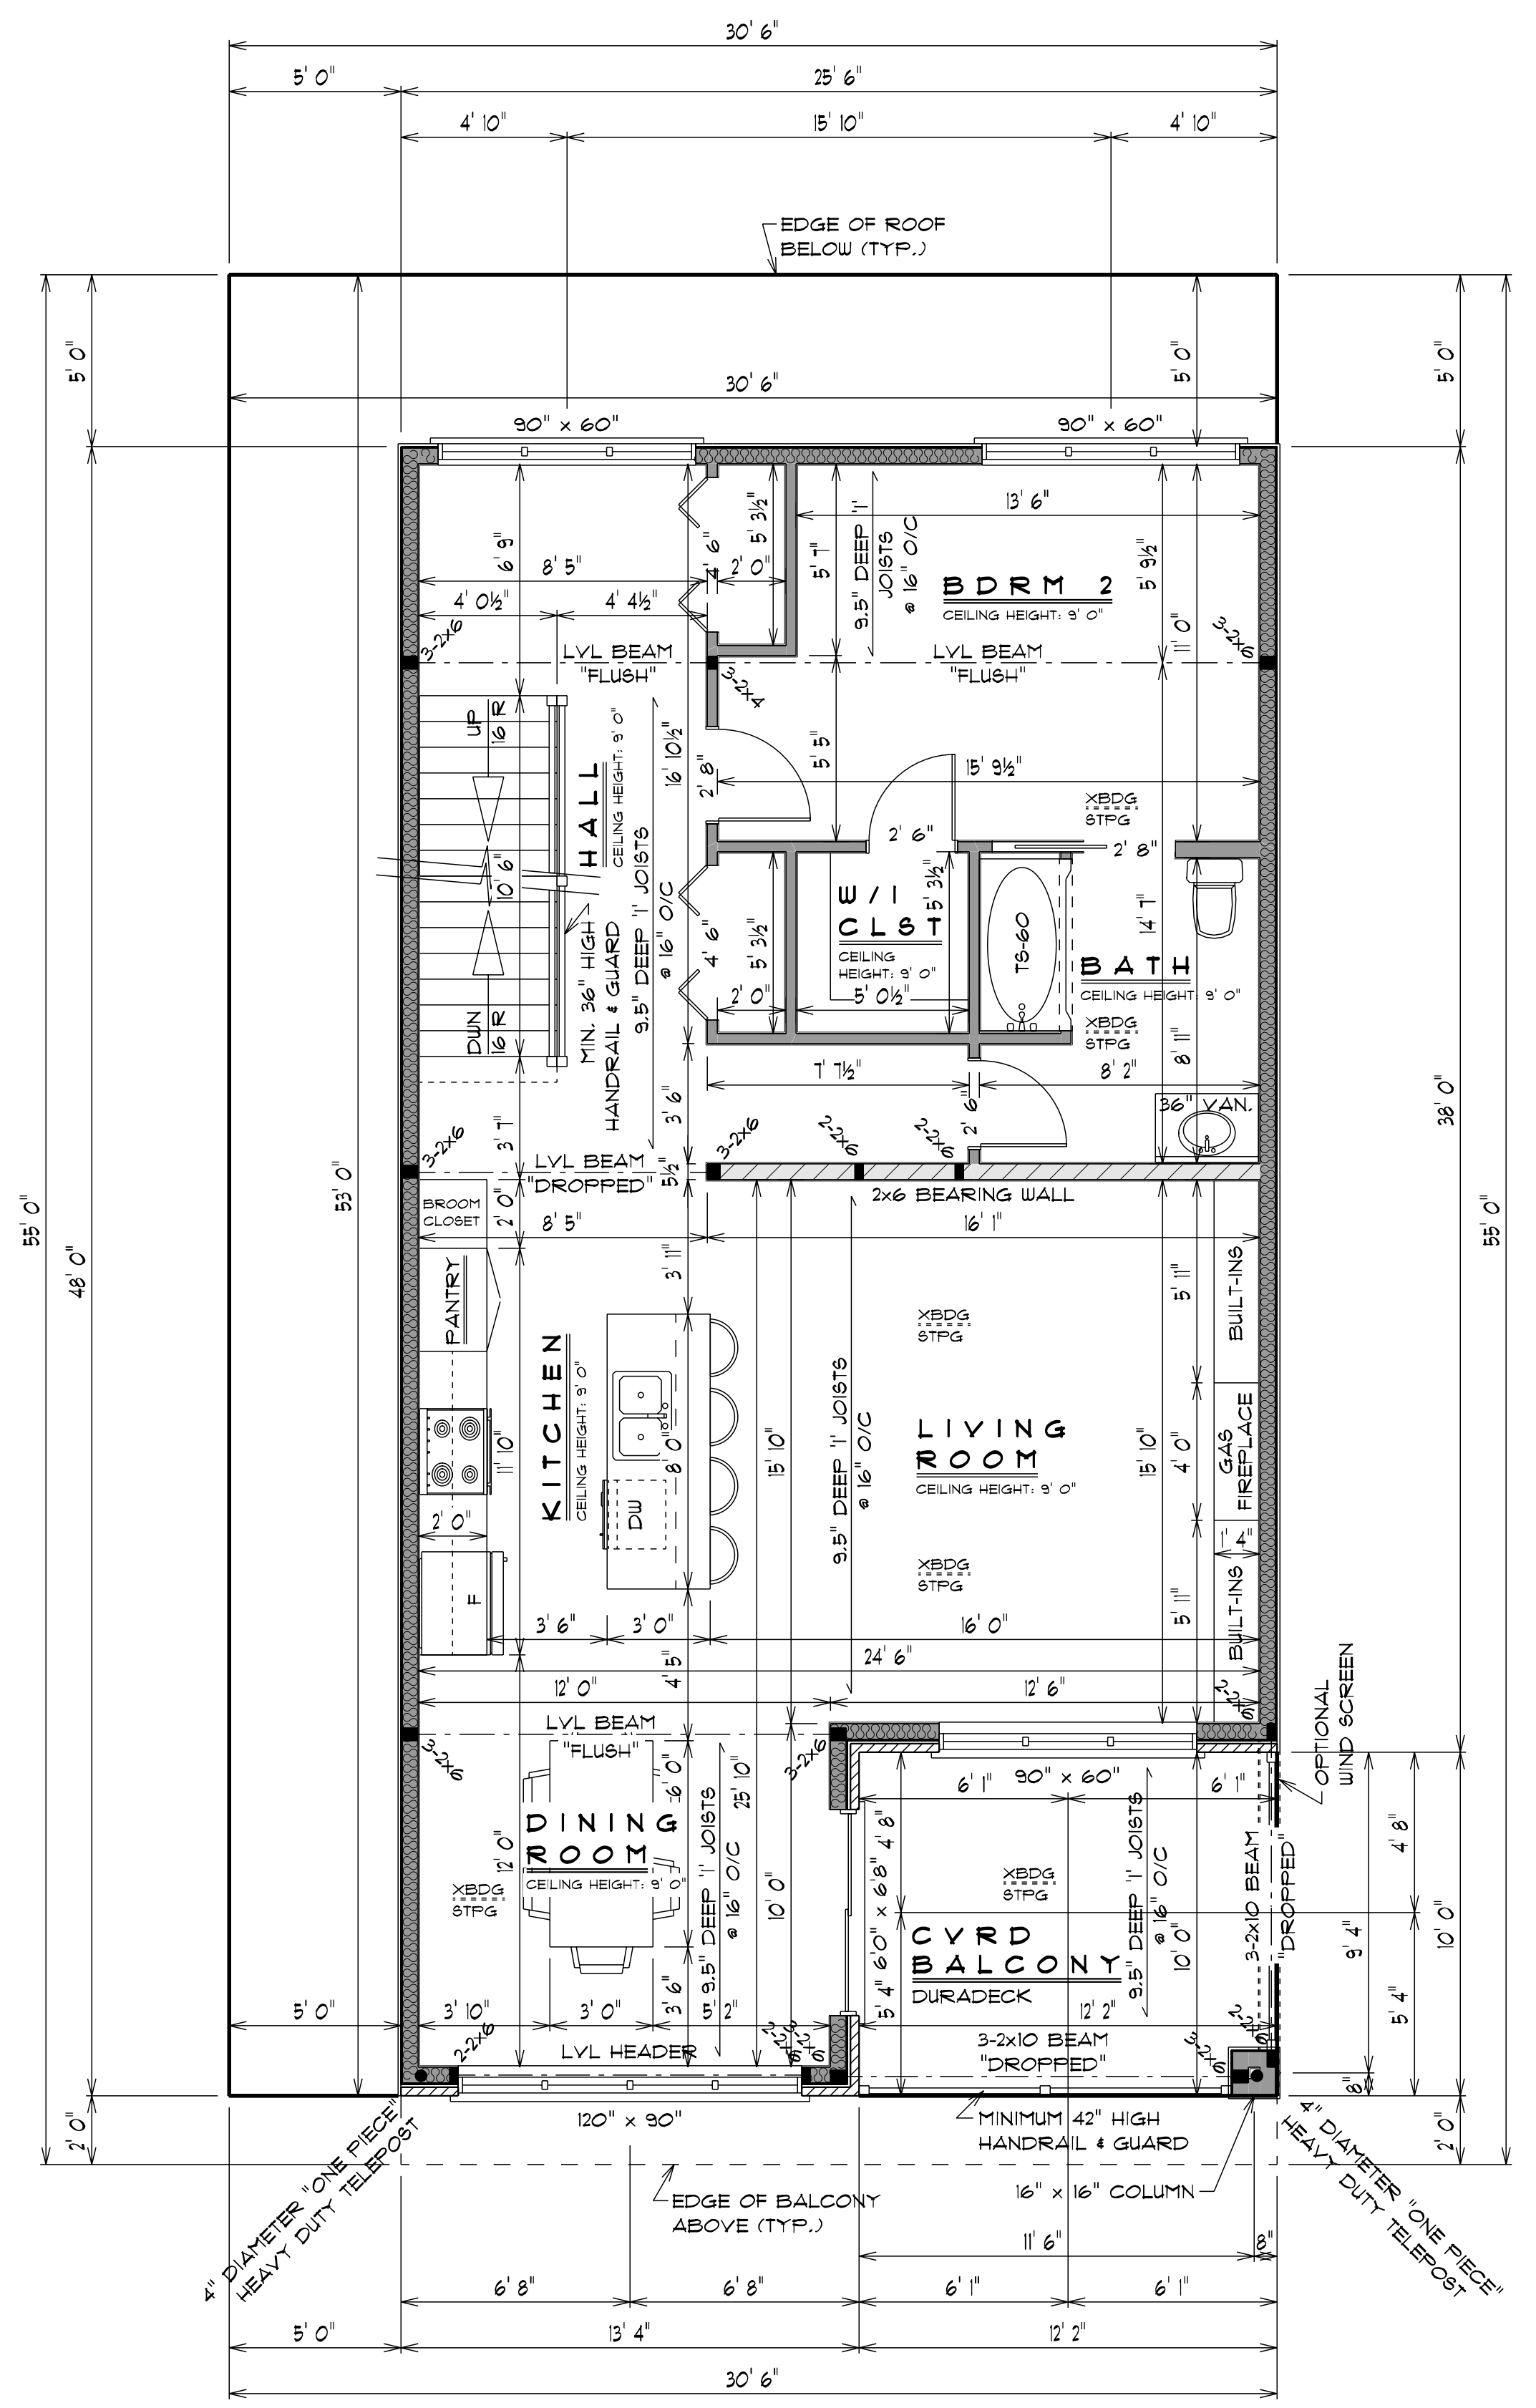 30' 6"
5' 0"
25' 6"
4' 10"
15' 10"
4' 10"
EDGE OF ROOF
BELOW (TYP.)
5' 0"
5' 0"
5' 0"
30' 6"
90" x 60"
90" x 60"
13' 6"
6' 9"
8' 5"
4' 0½"
4' 4½"
4' 6"
5' 3½"
2' 0"
5' 7"
9.5" DEEP 'I'
JOISTS
@ 16" O/C
BDRM 2
CEILING HEIGHT: 9' 0"
5' 9½"
11' 0"
3-2x6
3-2x6
LVL BEAM
"FLUSH"
LVL BEAM
"FLUSH"
3-2x4
UP
16 R
HALL
CEILING HEIGHT: 9' 0"
16' 10½"
2' 8"
5' 5"
15' 9½"
XBDG
STPG
2' 6"
2' 8"
10' 6"
MIN. 36" HIGH
HANDRAIL & GUARD
9.5" DEEP 'I' JOISTS
@ 16" O/C
4' 6"
5' 3½"
2' 0"
W/I
CLST
CEILING
HEIGHT: 9' 0"
5' 3½"
5' 0½"
TS-60
14' 7"
BATH
CEILING HEIGHT: 9' 0"
XBDG
STPG
8' 11"
DWN
16 R
7' 7½"
8' 2"
36" VAN.
2' 6"
3' 6"
3' 7"
3-2x6
3-2x6
2-2x6
2-2x6
LVL BEAM
"DROPPED"
5½"
2x6 BEARING WALL
38' 0"
53' 0"
55' 0"
48' 0"
55' 0"
BROOM
CLOSET
2' 0"
8' 5"
16' 1"
PANTRY
3' 11"
5' 11"
BUILT-INS
XBDG
STPG
KITCHEN
CEILING HEIGHT: 9' 0"
11' 10"
8' 0"
DW
15' 10"
9.5" DEEP 'I' JOISTS
@ 16" O/C
LIVING
ROOM
CEILING HEIGHT: 9' 0"
15' 10"
4' 0"
GAS
FIREPLACE
1' 4"
2' 0"
F
XBDG
STPG
5' 11"
BUILT-INS
3' 6"
3' 0"
16' 0"
24' 6"
4' 5"
12' 0"
12' 6"
2-2x6
OPTIONAL
WIND SCREEN
LVL BEAM
"FLUSH"
3-2x6
3-2x6
6' 0"
25' 10"
6' 1"
90" x 60"
6' 1"
DINING
ROOM
CEILING HEIGHT: 9' 0"
12' 0"
XBDG
STPG
9.5" DEEP 'I' JOISTS
@ 16" O/C
10' 0"
6'0" x 6'8"
4' 8"
5' 4"
XBDG
STPG
9.5" DEEP 'I' JOISTS
@ 16" O/C
10' 0"
3-2x10 BEAM
"DROPPED"
4' 8"
9' 4"
10' 0"
5' 4"
CVRD
BALCONY
DURADECK
12' 2"
5' 0"
3' 10"
3' 0"
5' 2"
3' 6"
2-2x6
LVL HEADER
2-2x6
3-2x6
3-2x10 BEAM
"DROPPED"
3-2x6
2-2x6
8"
2' 0"
2' 0"
120" x 90"
MINIMUM 42" HIGH
HANDRAIL & GUARD
4" DIAMETER "ONE PIECE"
HEAVY DUTY TELEPOST
4" DIAMETER "ONE PIECE"
HEAVY DUTY TELEPOST
EDGE OF BALCONY
ABOVE (TYP.)
16" x 16" COLUMN
11' 6"
8"
6' 8"
6' 8"
6' 1"
6' 1"
5' 0"
13' 4"
12' 2"
30' 6"